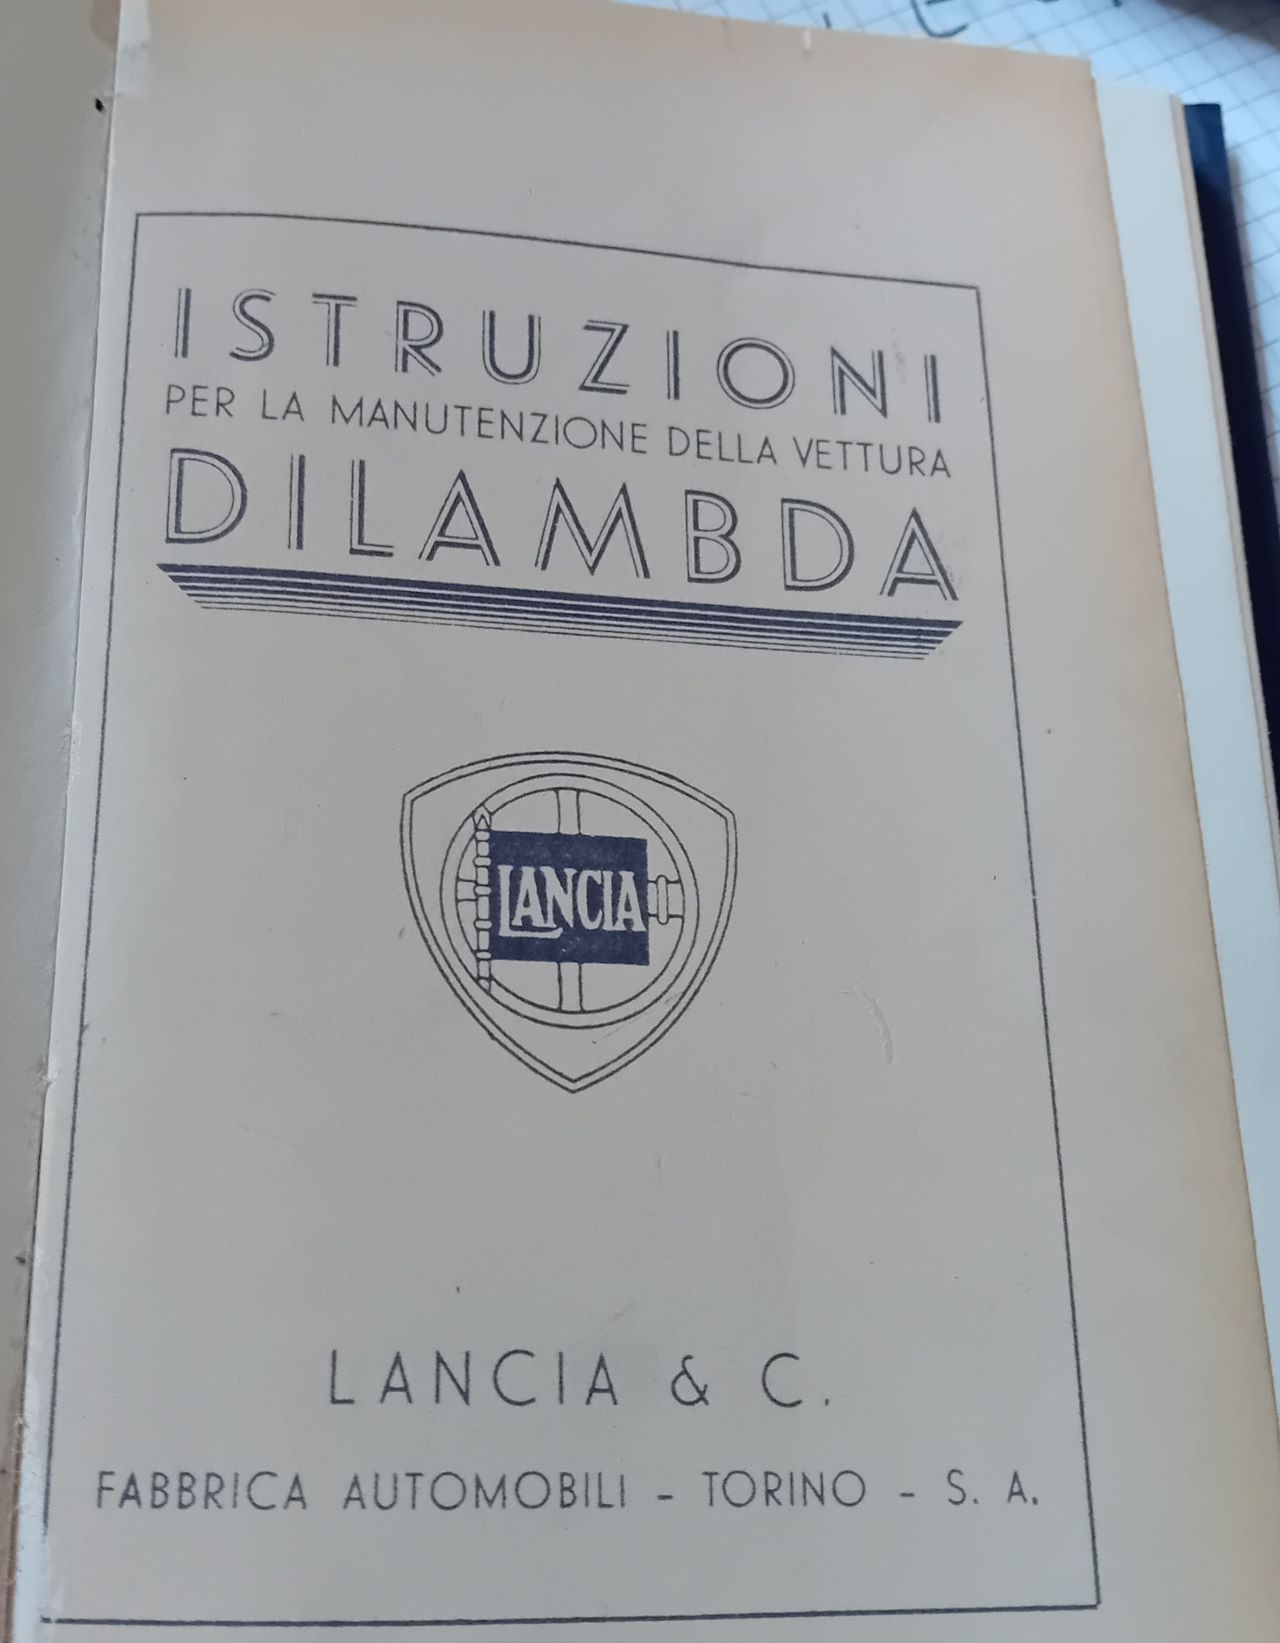 ISTRUZIONI
PER LA MANUTENZIONE DELLA VETTURA
DILAMBDA
LANCIA
LANCIA & C.
FABBRICA AUTOMOBILI - TORINO - S. A.